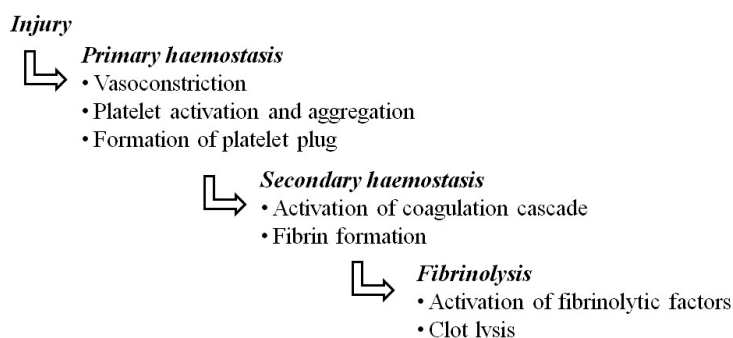 Injury
Primary haemostasis
• Vasoconstriction
• Platelet activation and aggregation
• Formation of platelet plug
Secondary haemostasis
• Activation of coagulation cascade
• Fibrin formation
Fibrinolysis
• Activation of fibrinolytic factors
• Clot lysis